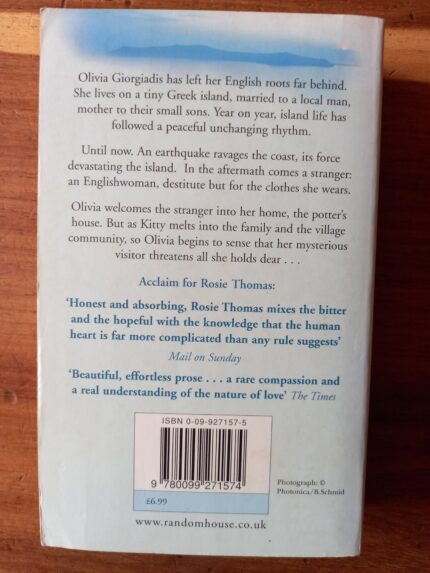 Olivia Giorgiadis has left her English roots far behind.
She lives on a tiny Greek island, married to a local man,
mother to their small sons. Year on year, island life has
followed a peaceful unchanging rhythm.
Until now. An earthquake ravages the coast, its force
devastating the island. In the aftermath comes a stranger:
an Englishwoman, destitute but for the clothes she wears.
Olivia welcomes the stranger into her home, the potter's
house. But as Kitty melts into the family and the village
community, so Olivia begins to sense that her mysterious
visitor threatens all she holds dear . . .
Acclaim for Rosie Thomas:
'Honest and absorbing, Rosie Thomas mixes the bitter
and the hopeful with the knowledge that the human
heart is far more complicated than any rule suggests'
Mail on Sunday
'Beautiful, effortless prose . . . a rare compassion and
a real understanding of the nature of love' The Times
ISBN 0-09-927157-5
9 780099 271574
£6.99
Photograph: ©
Photonica/B.Schmid
www.randomhouse.co.uk